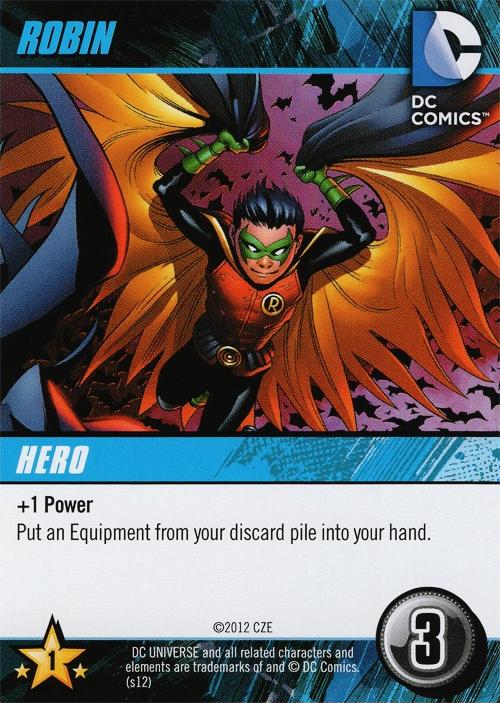 ROBIN
DC
DC
COMICS™
R
HERO
+1 Power
Put an Equipment from your discard pile into your hand.
©2012 CZE
1
DC UNIVERSE and all related characters and
elements are trademarks of and © DC Comics.
(s12)
3